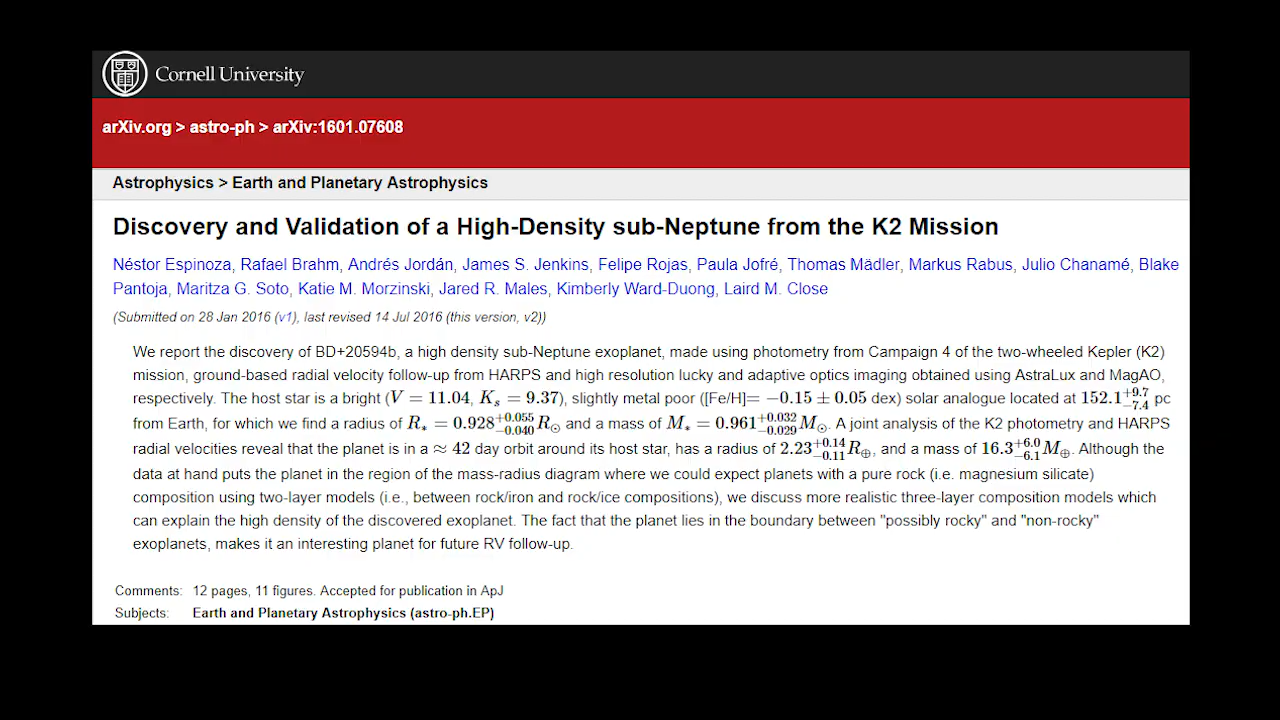 Cornell University
arXiv.org > astro-ph > arXiv:1601.07608
Astrophysics > Earth and Planetary Astrophysics
Discovery and Validation of a High-Density sub-Neptune from the K2 Mission
Néstor Espinoza, Rafael Brahm, Andrés Jordán, James S. Jenkins, Felipe Rojas, Paula Jofré, Thomas Mädler, Markus Rabus, Julio Chanamé, Blake
Pantoja, Maritza G. Soto, Katie M. Morzinski, Jared R. Males, Kimberly Ward-Duong, Laird M. Close
(Submitted on 28 Jan 2016 (v1), last revised 14 Jul 2016 (this version, v2))
We report the discovery of BD+20594b, a high density sub-Neptune exoplanet, made using photometry from Campaign 4 of the two-wheeled Kepler (K2)
mission, ground-based radial velocity follow-up from HARPS and high resolution lucky and adaptive optics imaging obtained using AstraLux and MagAO,
respectively. The host star is a bright (V = 11.04, K_s = 9.37), slightly metal poor ([Fe/H]= −0.15 ± 0.05 dex) solar analogue located at 152.1^{+9.7}_{−7.4} pc
from Earth, for which we find a radius of R_* = 0.928^{+0.055}_{−0.040}R_⊙ and a mass of M_* = 0.961^{+0.032}_{−0.029}M_⊙. A joint analysis of the K2 photometry and HARPS
radial velocities reveal that the planet is in a ≈ 42 day orbit around its host star, has a radius of 2.23^{+0.14}_{−0.11}R_⊕, and a mass of 16.3^{+6.0}_{−6.1}M_⊕. Although the
data at hand puts the planet in the region of the mass-radius diagram where we could expect planets with a pure rock (i.e. magnesium silicate)
composition using two-layer models (i.e., between rock/iron and rock/ice compositions), we discuss more realistic three-layer composition models which
can explain the high density of the discovered exoplanet. The fact that the planet lies in the boundary between "possibly rocky" and "non-rocky"
exoplanets, makes it an interesting planet for future RV follow-up.
Comments: 12 pages, 11 figures. Accepted for publication in ApJ
Subjects: Earth and Planetary Astrophysics (astro-ph.EP)